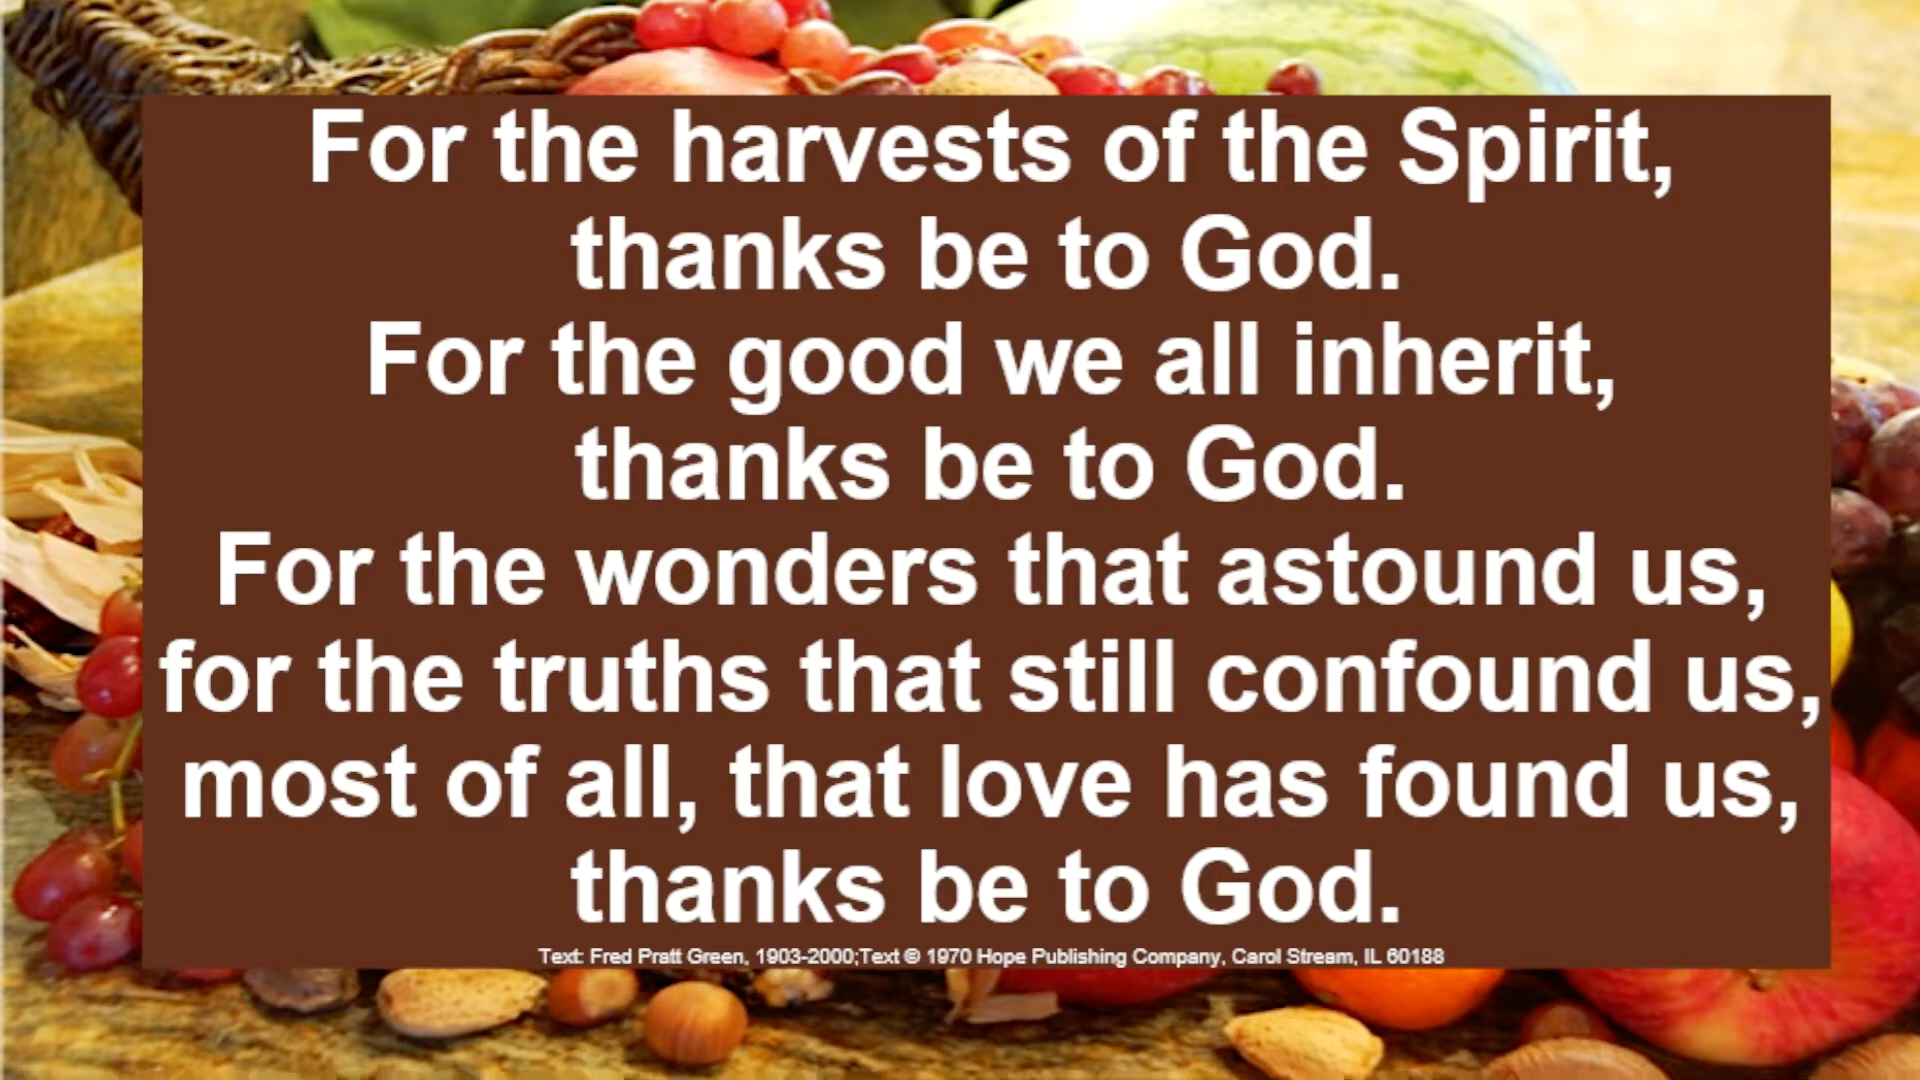 For the harvests of the Spirit,
thanks be to God.
For the good we all inherit,
thanks be to God.
For the wonders that astound us,
for the truths that still confound us,
most of all, that love has found us,
thanks be to God.
Text: Fred Pratt Green, 1903-2000;Text © 1970 Hope Publishing Company, Carol Stream, IL 60188